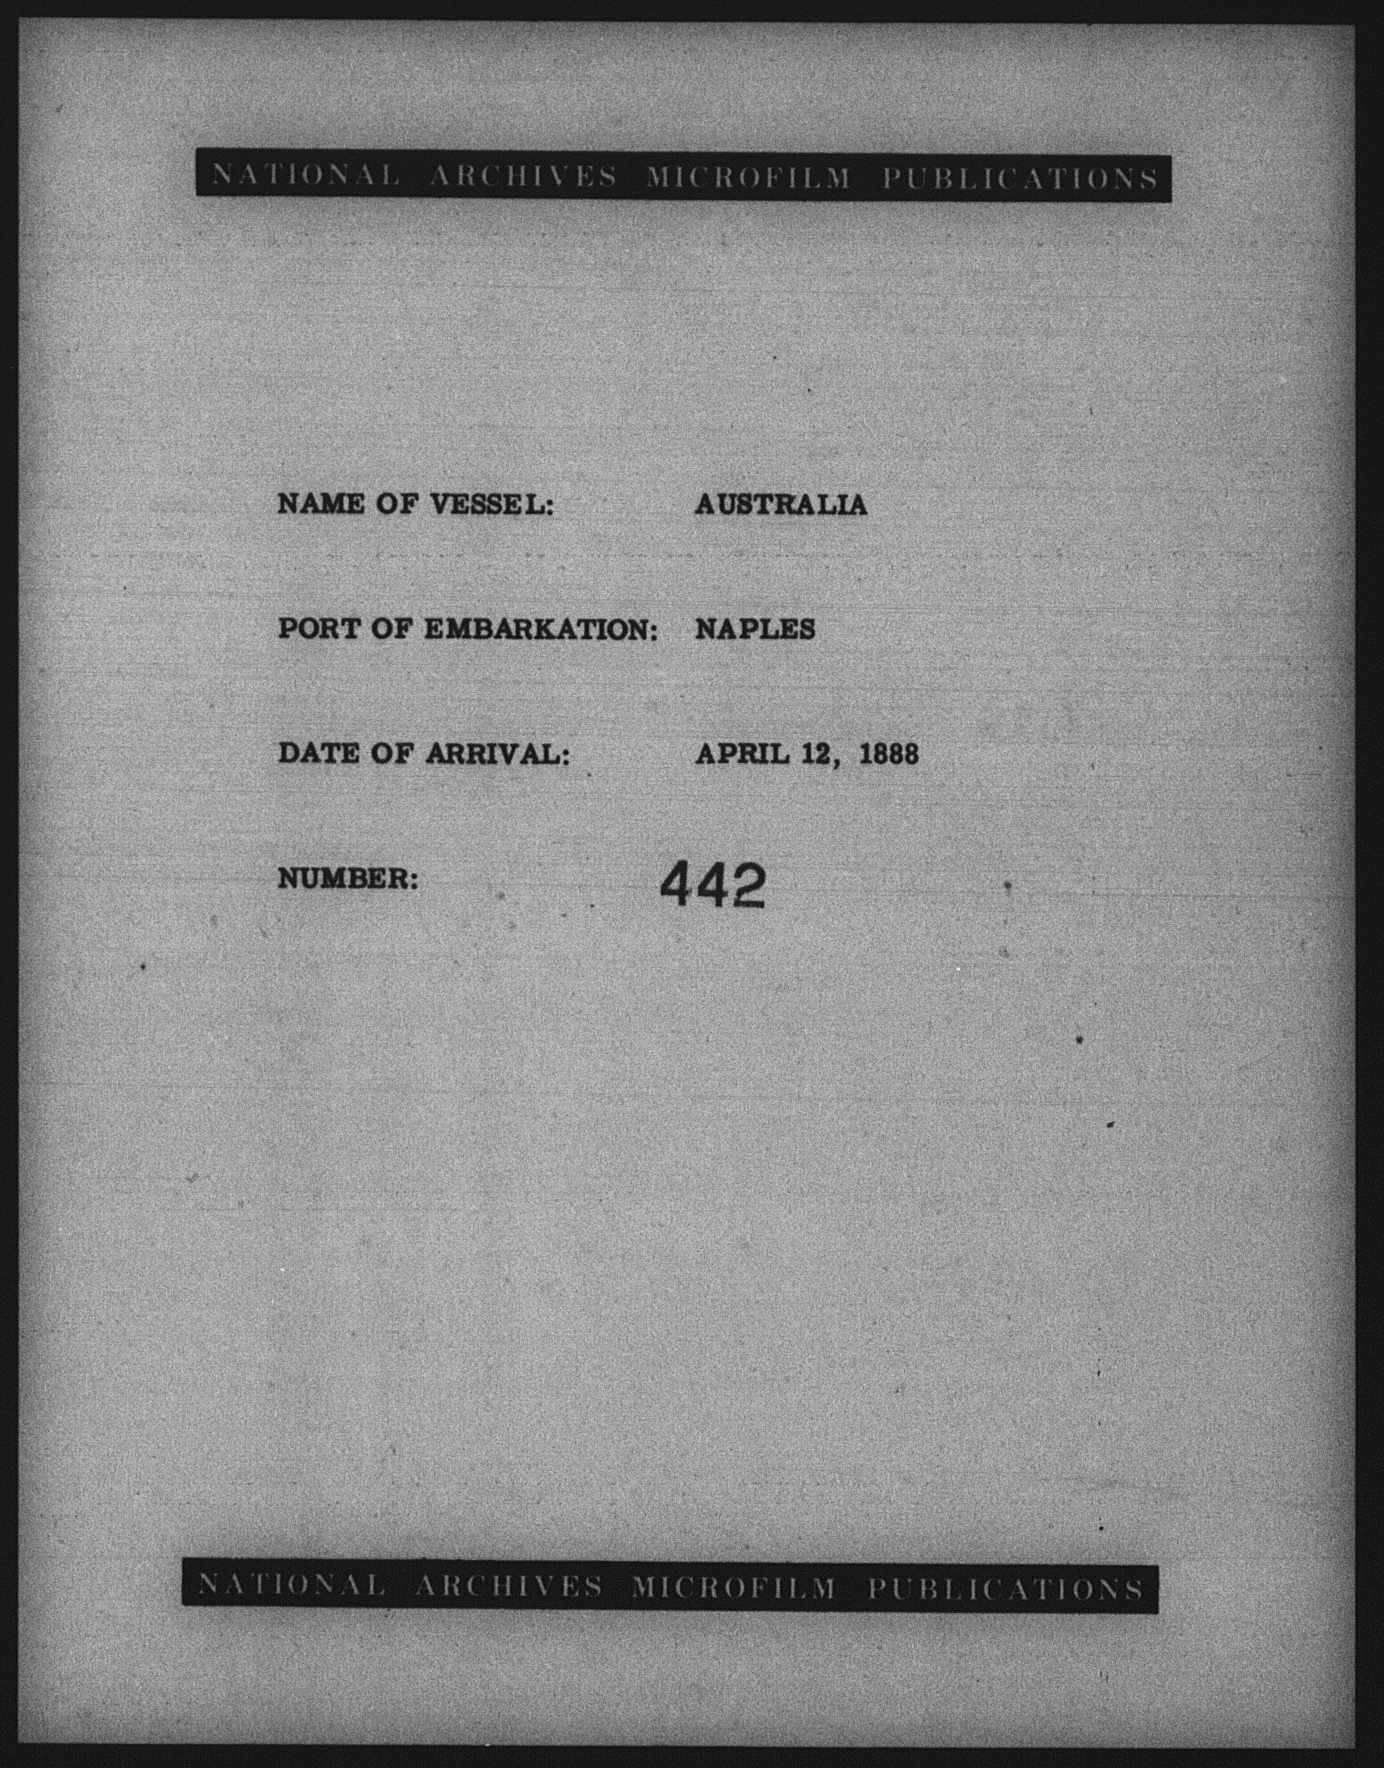 NATIONAL ARCHIVES MICROFILM PUBLICATIONS
NAME OF VESSEL: AUSTRALIA
PORT OF EMBARKATION: NAPLES
DATE OF ARRIVAL: APRIL 12, 1888
NUMBER: 442
NATIONAL ARCHIVES MICROFILM PUBLICATIONS